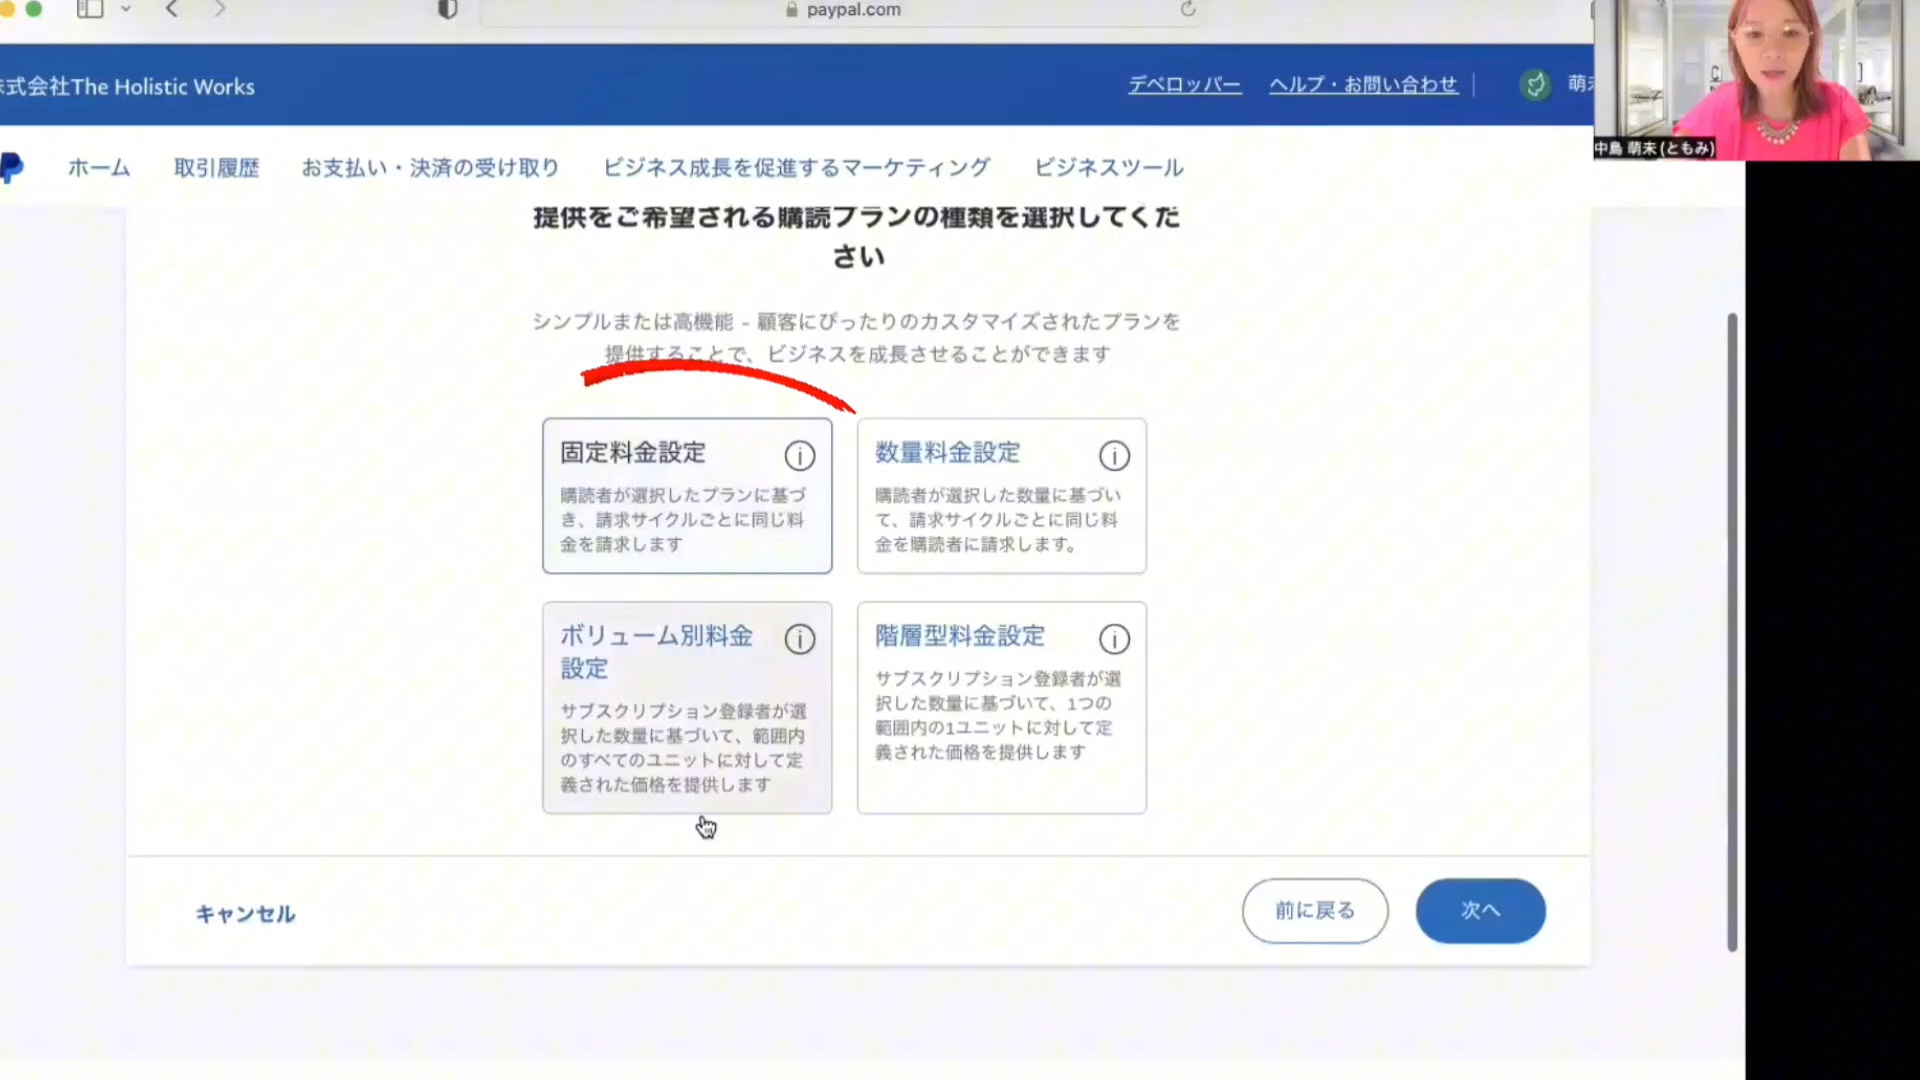 paypal.com
式会社The Holistic Works
デベロッパー
ヘルプ・お問い合わせ
萌
中島 萌未(ともみ)
ホーム
取引履歴
お支払い・決済の受け取り
ビジネス成長を促進するマーケティング
ビジネスツール
提供をご希望される購読プランの種類を選択してくだ
さい
シンプルまたは高機能 - 顧客にぴったりのカスタマイズされたプランを
提供することで、ビジネスを成長させることができます
固定料金設定
購読者が選択したプランに基づ
き、請求サイクルごとに同じ料
金を請求します
数量料金設定
購読者が選択した数量に基づい
て、請求サイクルごとに同じ料
金を購読者に請求します。
ボリューム別料金
設定
サブスクリプション登録者が選
択した数量に基づいて、範囲内
のすべてのユニットに対して定
義された価格を提供します
階層型料金設定
サブスクリプション登録者が選
択した数量に基づいて、1つの
範囲内の1ユニットに対して定
義された価格を提供します
キャンセル
前に戻る
次へ